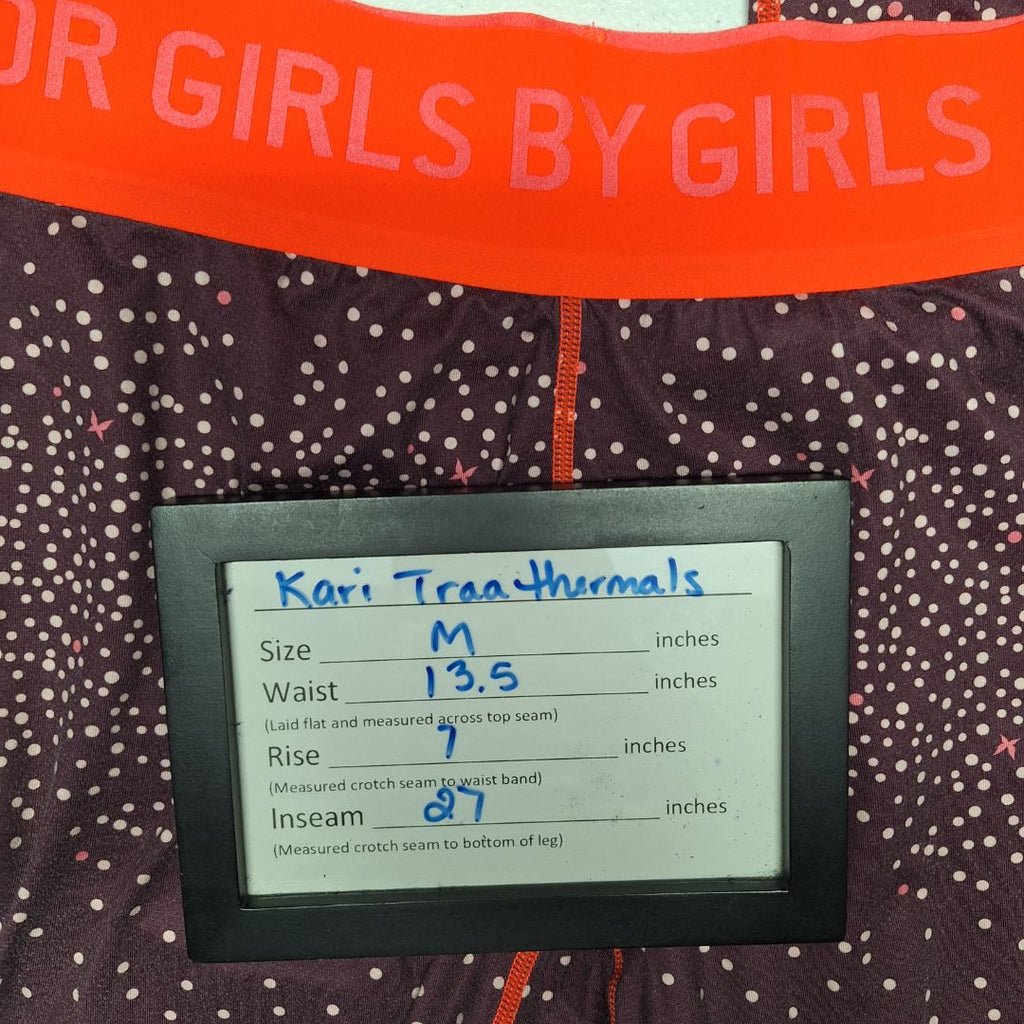 OR GIRLS BY GIRLS
Kari Traa thermals
Size M inches
Waist 13.5 inches
(Laid flat and measured across top seam)
Rise 7 inches
(Measured crotch seam to waist band)
Inseam 27 inches
(Measured crotch seam to bottom of leg)